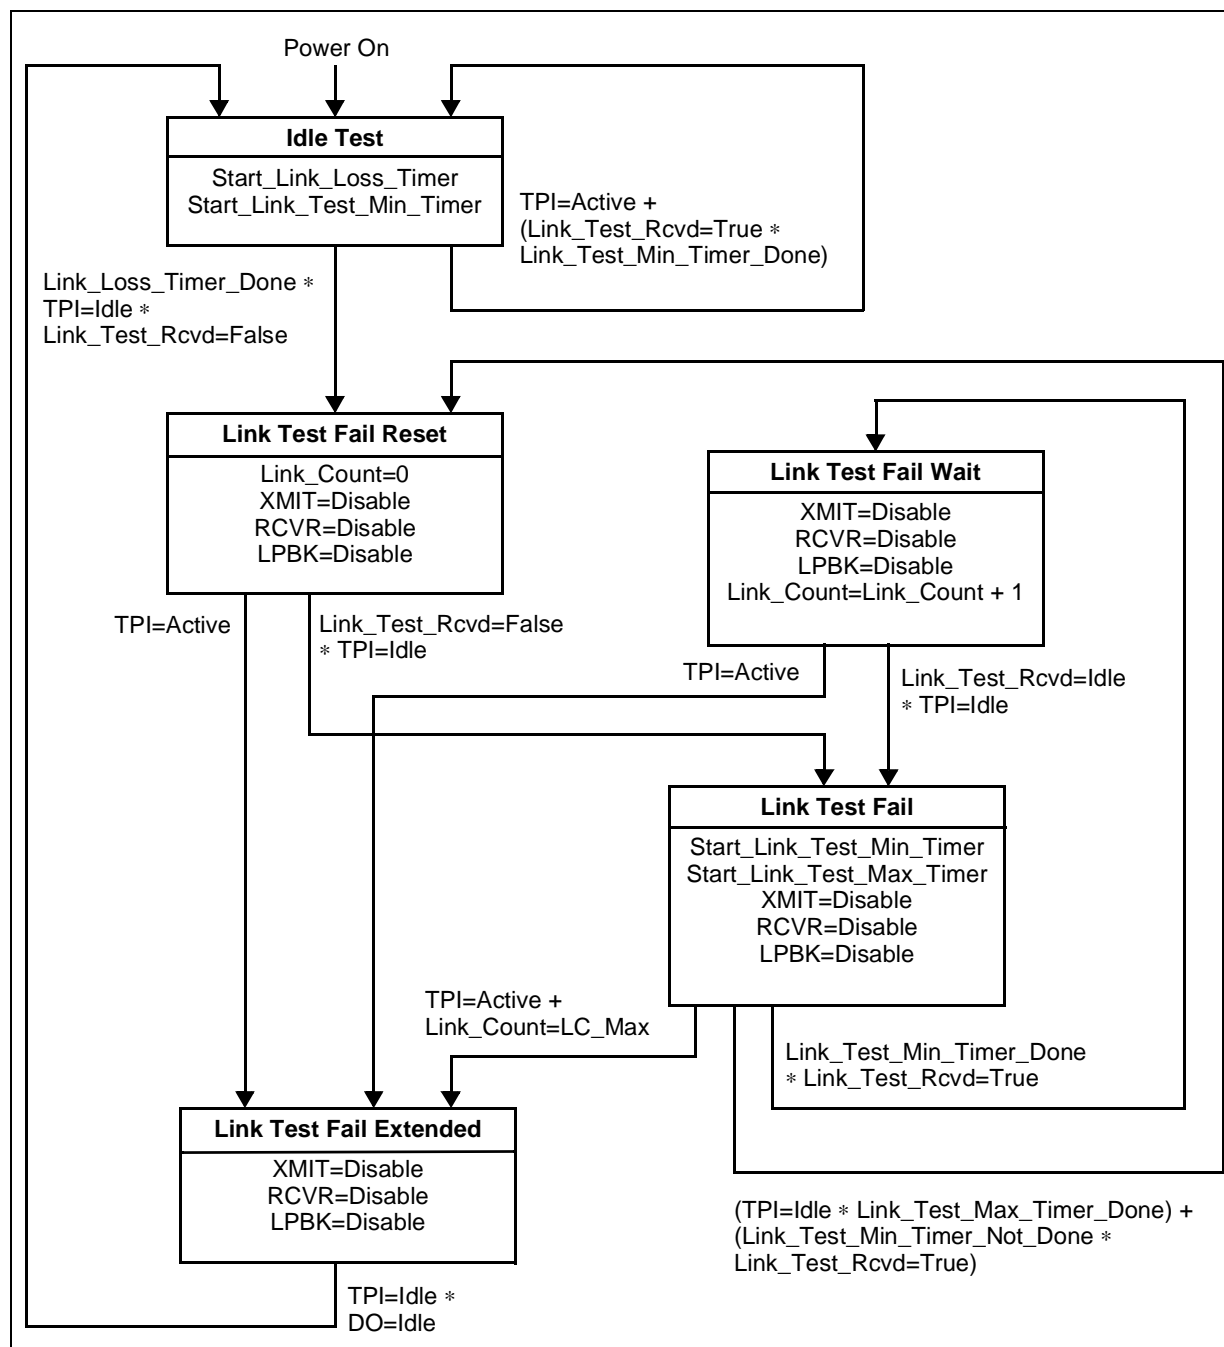 Power On
Idle Test
Start_Link_Loss_Timer
Start_Link_Test_Min_Timer
TPI=Active +
(Link_Test_Rcvd=True *
Link_Test_Min_Timer_Done)
Link_Loss_Timer_Done *
TPI=Idle *
Link_Test_Rcvd=False
Link Test Fail Reset
Link_Count=0
XMIT=Disable
RCVR=Disable
LPBK=Disable
Link Test Fail Wait
XMIT=Disable
RCVR=Disable
LPBK=Disable
Link_Count=Link_Count + 1
TPI=Active
Link_Test_Rcvd=False
* TPI=Idle
TPI=Active
Link_Test_Rcvd=Idle
* TPI=Idle
Link Test Fail
Start_Link_Test_Min_Timer
Start_Link_Test_Max_Timer
XMIT=Disable
RCVR=Disable
LPBK=Disable
TPI=Active +
Link_Count=LC_Max
Link_Test_Min_Timer_Done
* Link_Test_Rcvd=True
Link Test Fail Extended
XMIT=Disable
RCVR=Disable
LPBK=Disable
(TPI=Idle * Link_Test_Max_Timer_Done) +
(Link_Test_Min_Timer_Not_Done *
Link_Test_Rcvd=True)
TPI=Idle *
DO=Idle